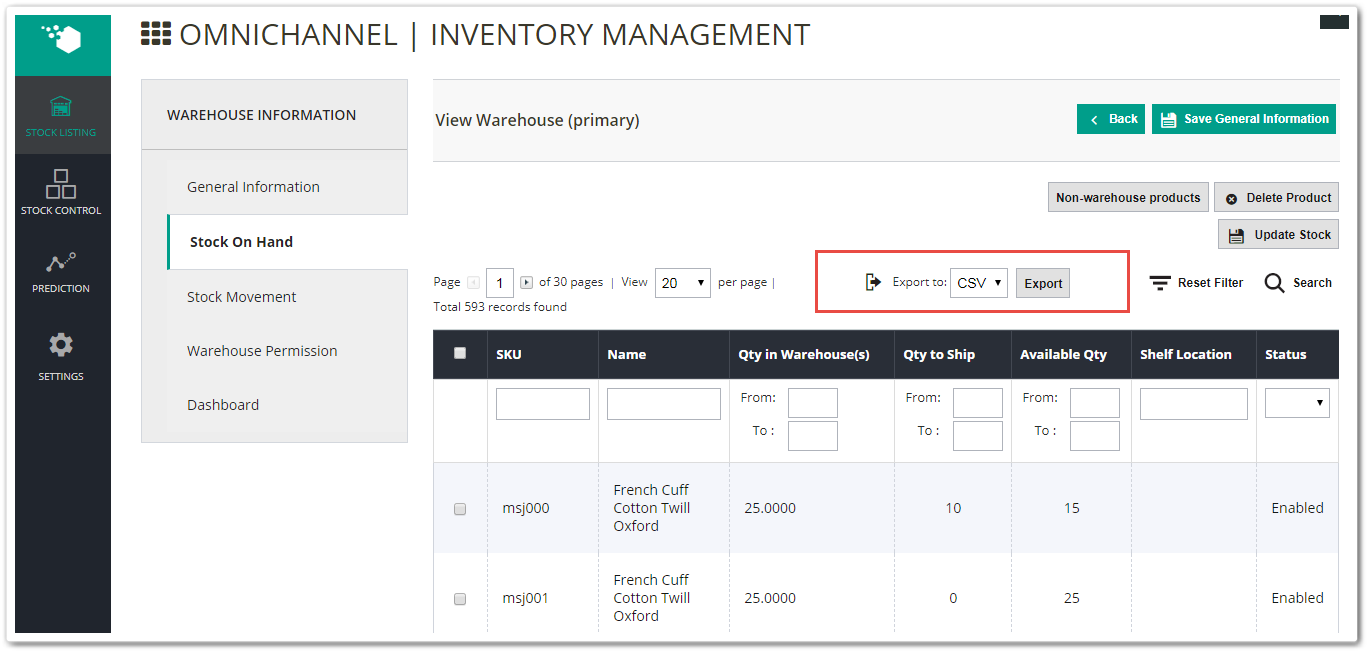 OMNICHANNEL | INVENTORY MANAGEMENT
STOCK LISTING
STOCK CONTROL
PREDICTION
SETTINGS
WAREHOUSE INFORMATION
General Information
Stock On Hand
Stock Movement
Warehouse Permission
Dashboard
View Warehouse (primary)
Back
Save General Information
Non-warehouse products
Delete Product
Update Stock
Page 1 of 30 pages | View 20 per page |
Total 593 records found
Export to: CSV Export
Reset Filter
Search
SKU Name Qty in Warehouse(s) Qty to Ship Available Qty Shelf Location Status
From: From: From:
To : To : To :
msj000
French Cuff
Cotton Twill
Oxford
25.0000 10 15 Enabled
msj001
French Cuff
Cotton Twill
Oxford
25.0000 0 25 Enabled